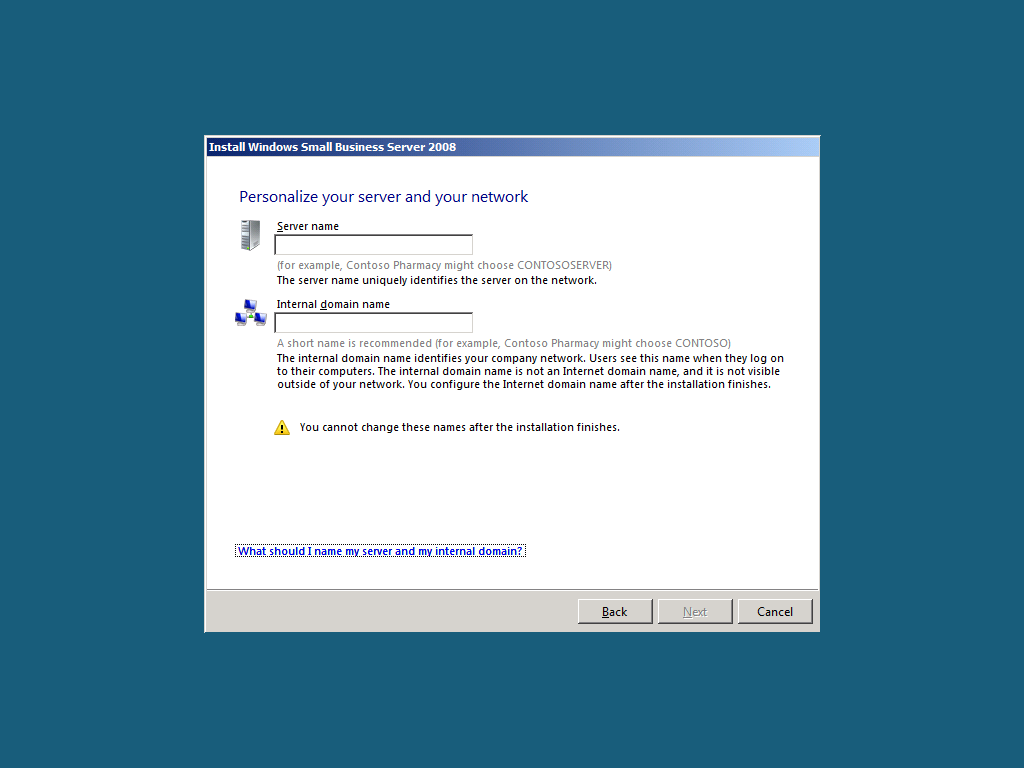 Install Windows Small Business Server 2008
Personalize your server and your network
Server name
(for example, Contoso Pharmacy might choose CONTOSOSERVER)
The server name uniquely identifies the server on the network.
Internal domain name
A short name is recommended (for example, Contoso Pharmacy might choose CONTOSO)
The internal domain name identifies your company network. Users see this name when they log on
to their computers. The internal domain name is not an Internet domain name, and it is not visible
outside of your network. You configure the Internet domain name after the installation finishes.
You cannot change these names after the installation finishes.
What should I name my server and my internal domain?
Back Next Cancel